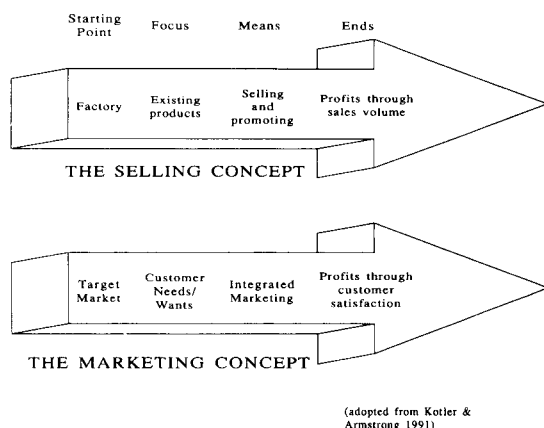 Starting Point Focus Means Ends
Factory Existing products Selling and promoting Profits through sales volume
THE SELLING CONCEPT
Target Market Customer Needs/ Wants Integrated Marketing Profits through customer satisfaction
THE MARKETING CONCEPT
(adopted from Kotler &
Armstrong 1991)